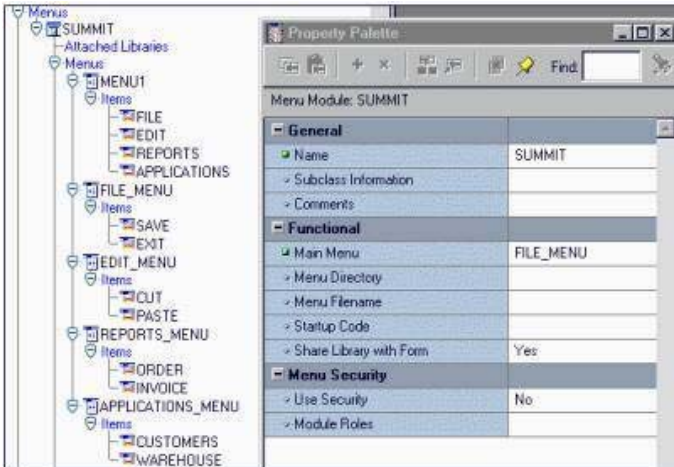 Menus
SUMMIT
Attached Libraries
Menus
MENU1
Items
FILE
EDIT
REPORTS
APPLICATIONS
FILE_MENU
Items
SAVE
EXIT
EDIT_MENU
Items
CUT
PASTE
REPORTS_MENU
Items
ORDER
INVOICE
APPLICATIONS_MENU
Items
CUSTOMERS
WAREHOUSE
Property Palette
Find:
Menu Module: SUMMIT
General
Name SUMMIT
Subclass Information
Comments
Functional
Main Menu FILE_MENU
Menu Directory
Menu Filename
Startup Code
Share Library with Form Yes
Menu Security
Use Security No
Module Roles